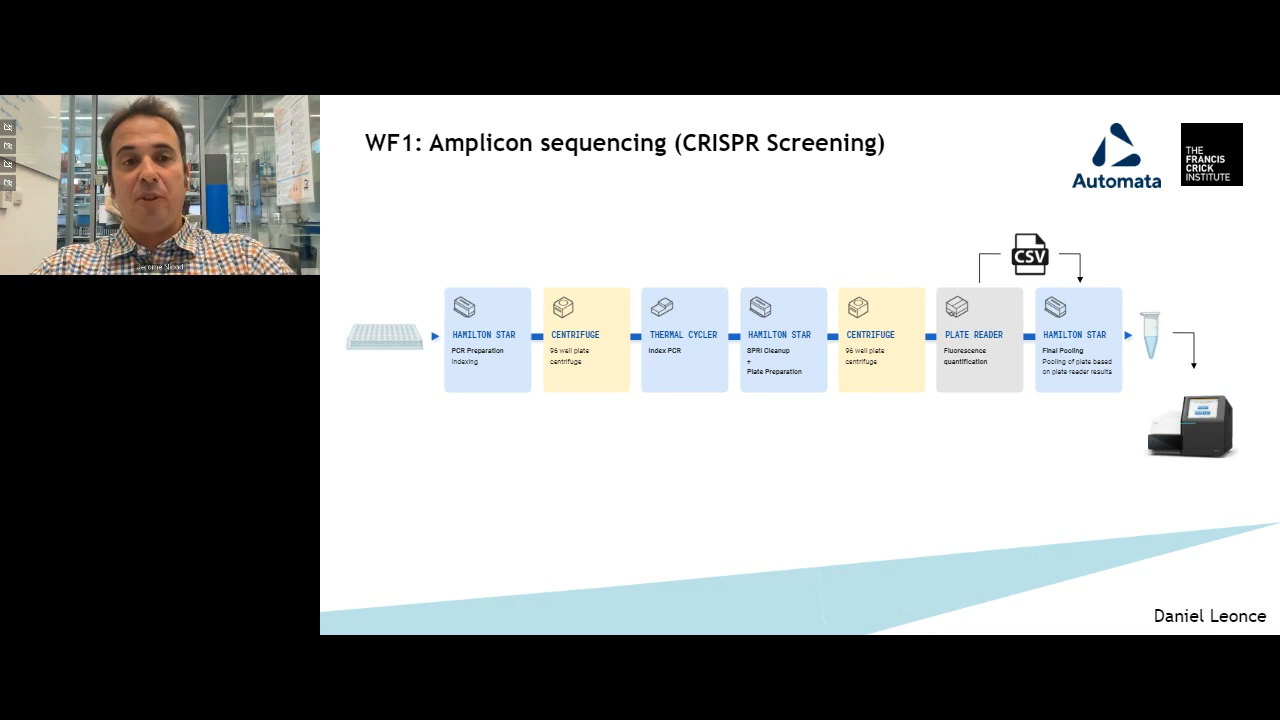 WF1: Amplicon sequencing (CRISPR Screening)
Automata
THE
FRANCIS
CRICK
INSTITUTE
CSV
HAMILTON STAR
PCR Preparation
Indexing
CENTRIFUGE
96 well plate
centrifuge
THERMAL CYCLER
Index PCR
HAMILTON STAR
SPRI Cleanup
+
Plate Preparation
CENTRIFUGE
96 well plate
centrifuge
PLATE READER
Fluorescence
quantification
HAMILTON STAR
Final Pooling
Pooling of plate based
on plate reader results
Jerome Nicod
Daniel Leonce